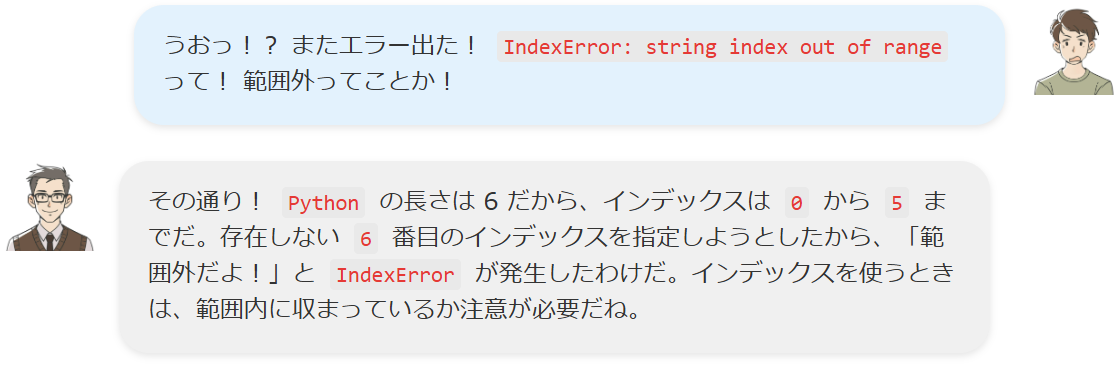 うおっ！？ またエラー出た！ IndexError: string index out of range
って！ 範囲外ってことか！
その通り！ Python の長さは 6 だから、インデックスは 0 から 5 ま
でだ。存在しない 6 番目のインデックスを指定しようとしたから、「範
囲外だよ！」と IndexError が発生したわけだ。インデックスを使うとき
は、範囲内に収まっているか注意が必要だね。